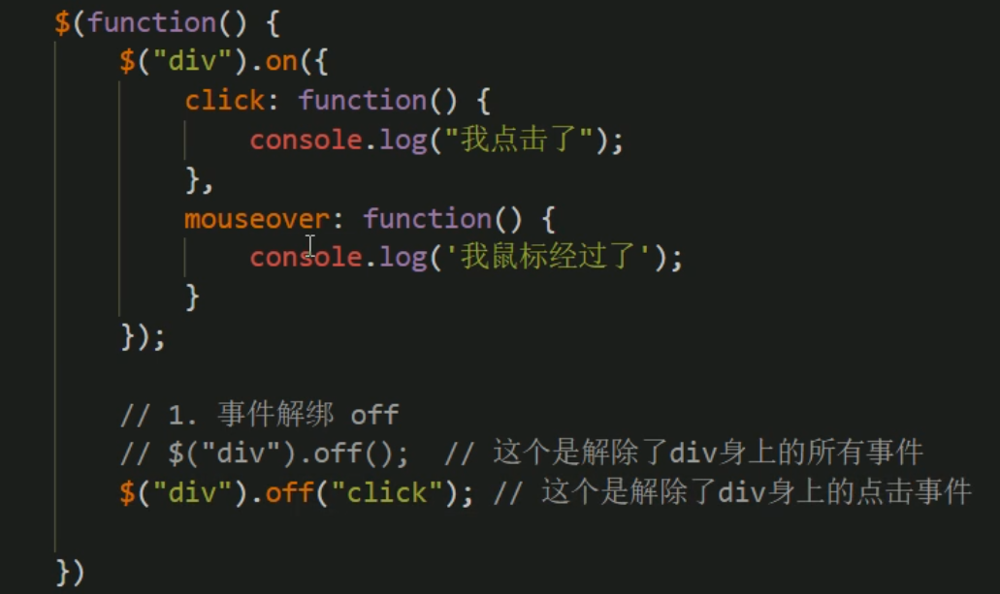 $(function() {
$("div").on({
click: function() {
console.log("我点击了");
},
mouseover: function() {
console.log('我鼠标经过了');
}
});
// 1. 事件解绑 off
// $("div").off();  // 这个是解除了div身上的所有事件
$("div").off("click"); // 这个是解除了div身上的点击事件
})